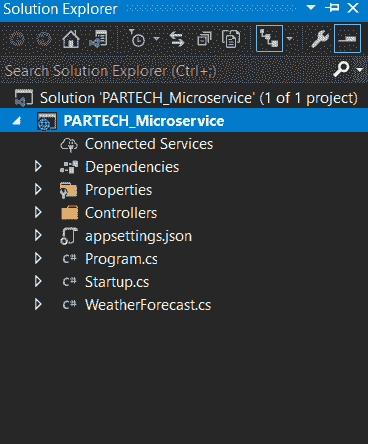 Solution Explorer
Search Solution Explorer (Ctrl+;)
Solution 'PARTECH_Microservice' (1 of 1 project)
PARTECH_Microservice
Connected Services
Dependencies
Properties
Controllers
appsettings.json
C# Program.cs
C# Startup.cs
C# WeatherForecast.cs